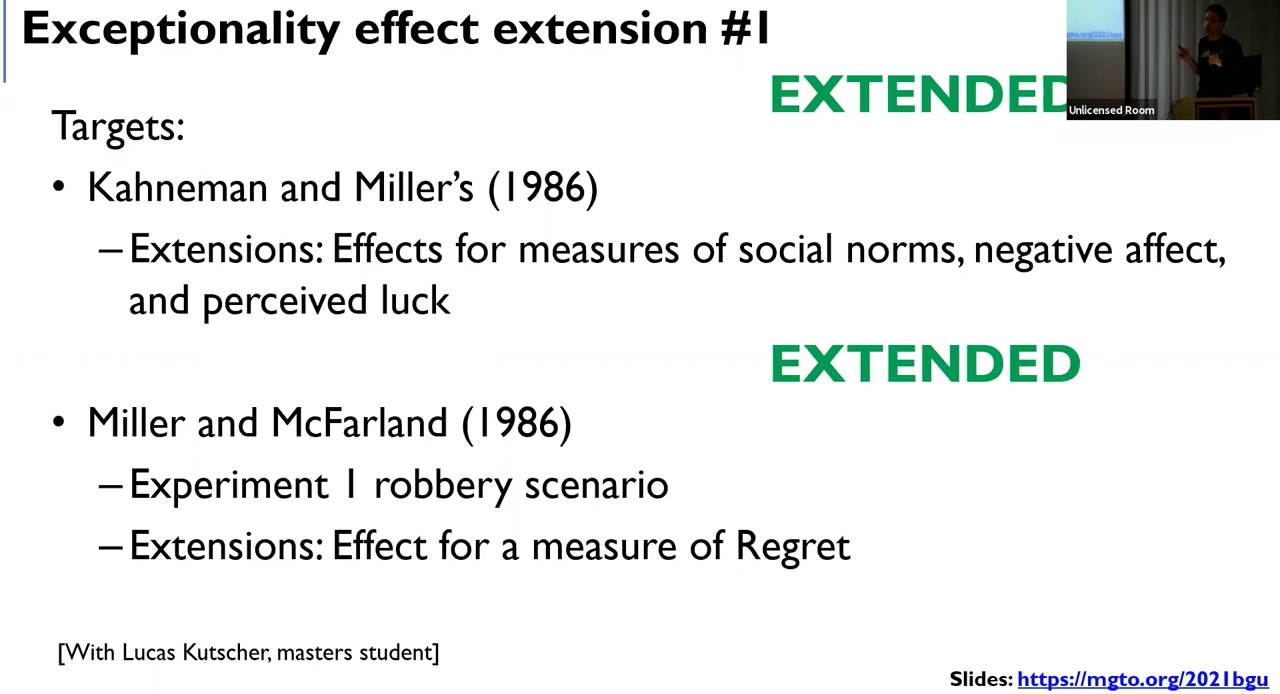 Exceptionality effect extension #1
EXTENDED
Unlicensed Room
Targets:
• Kahneman and Miller's (1986)
– Extensions: Effects for measures of social norms, negative affect,
and perceived luck
EXTENDED
• Miller and McFarland (1986)
– Experiment 1 robbery scenario
– Extensions: Effect for a measure of Regret
[With Lucas Kutscher, masters student]
Slides: https://mgto.org/2021bgu